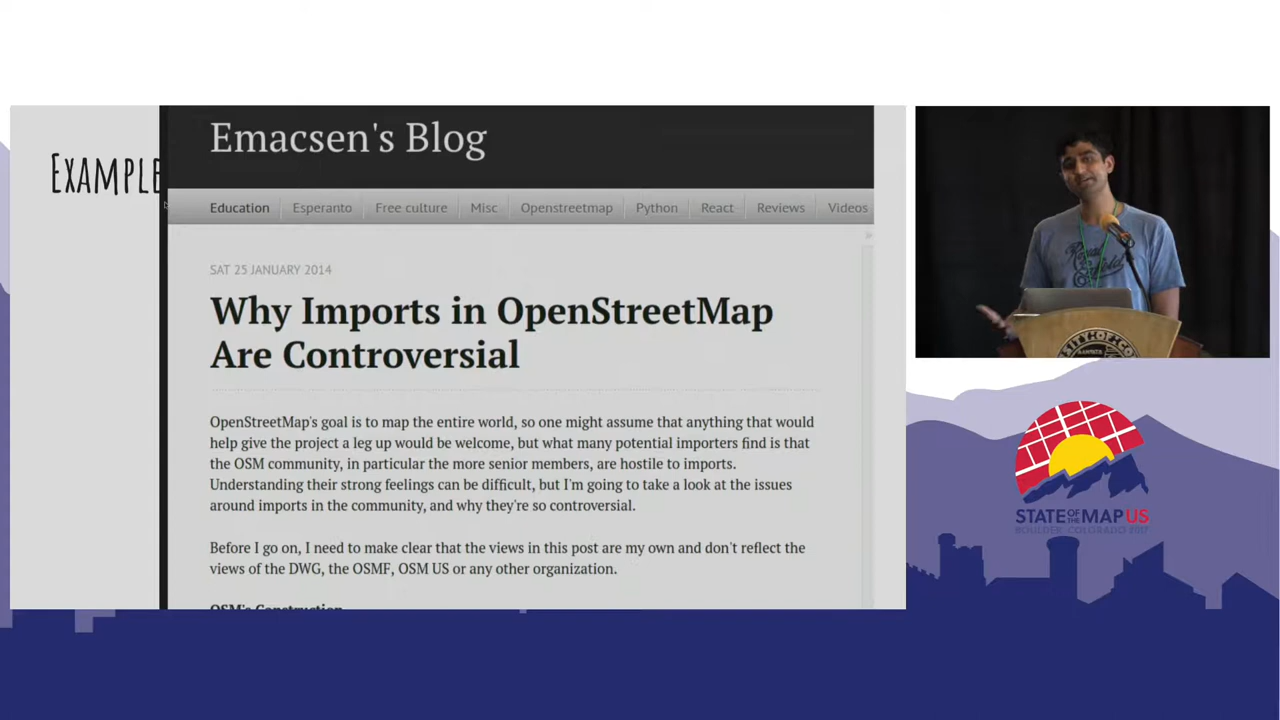 EXAMPLE
Emacsen's Blog
Education Esperanto Free culture Misc Openstreetmap Python React Reviews Videos
SAT 25 JANUARY 2014
Why Imports in OpenStreetMap
Are Controversial
OpenStreetMap's goal is to map the entire world, so one might assume that anything that would
help give the project a leg up would be welcome, but what many potential importers find is that
the OSM community, in particular the more senior members, are hostile to imports.
Understanding their strong feelings can be difficult, but I'm going to take a look at the issues
around imports in the community, and why they're so controversial.
Before I go on, I need to make clear that the views in this post are my own and don't reflect the
views of the DWG, the OSMF, OSM US or any other organization.
OSM's Construction
STATE OF THE MAP US
BOULDER COLORADO 2017